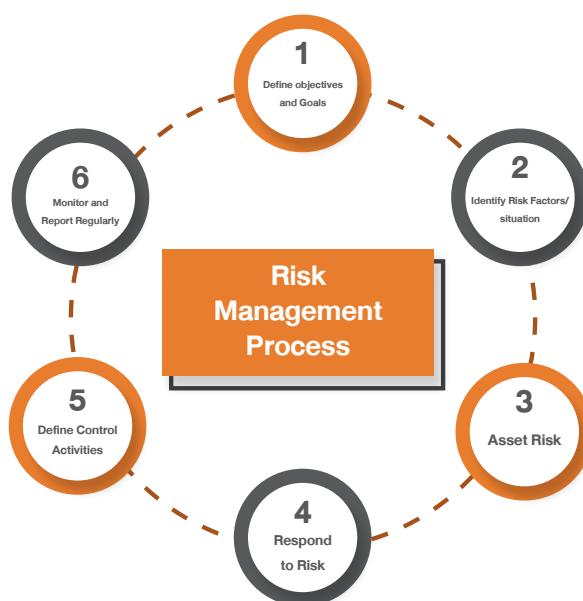 1
Define objectives
and Goals
2
Identify Risk Factors/
situation
3
Asset Risk
4
Respond
to Risk
5
Define Control
Activities
6
Monitor and
Report Regularly
Risk
Management
Process